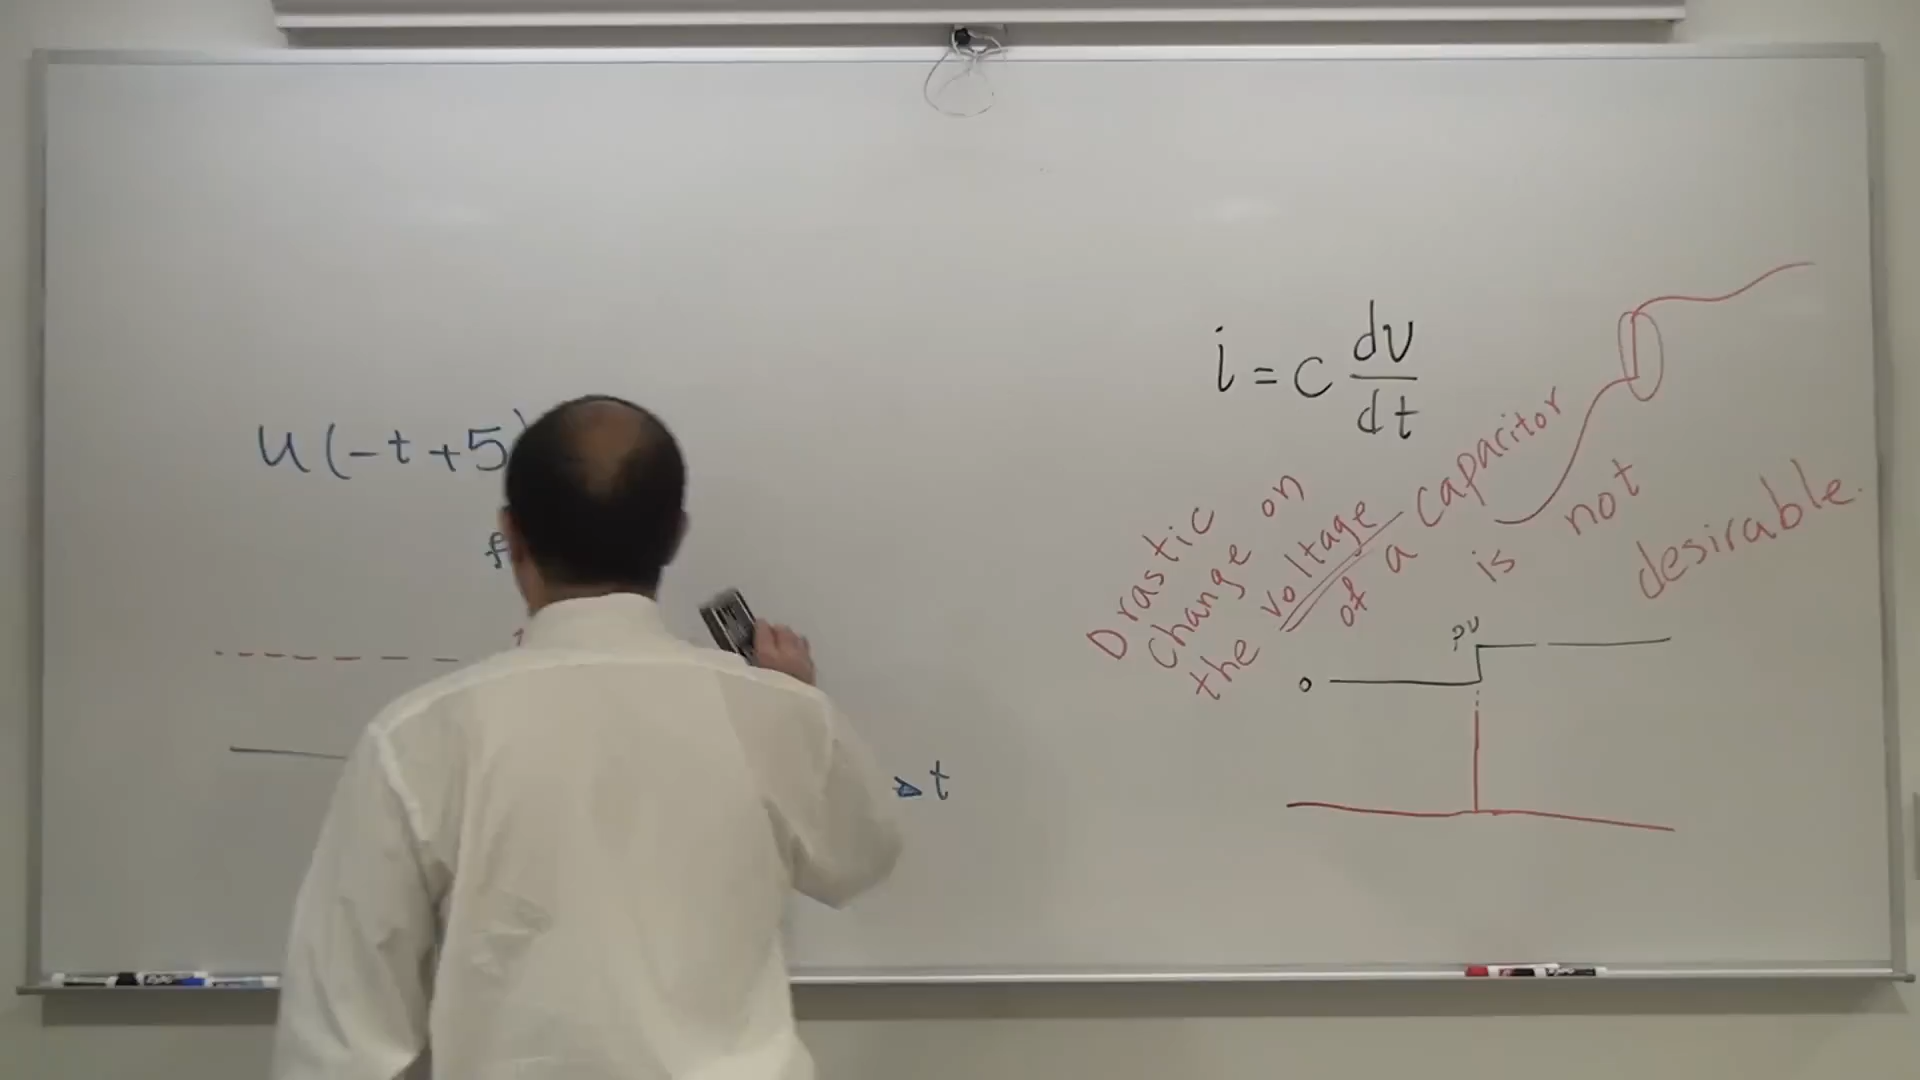 u(-t+5)
f
t
i = c dv/dt
Drastic
change on
the voltage
of a capacitor
is not
desirable.
0